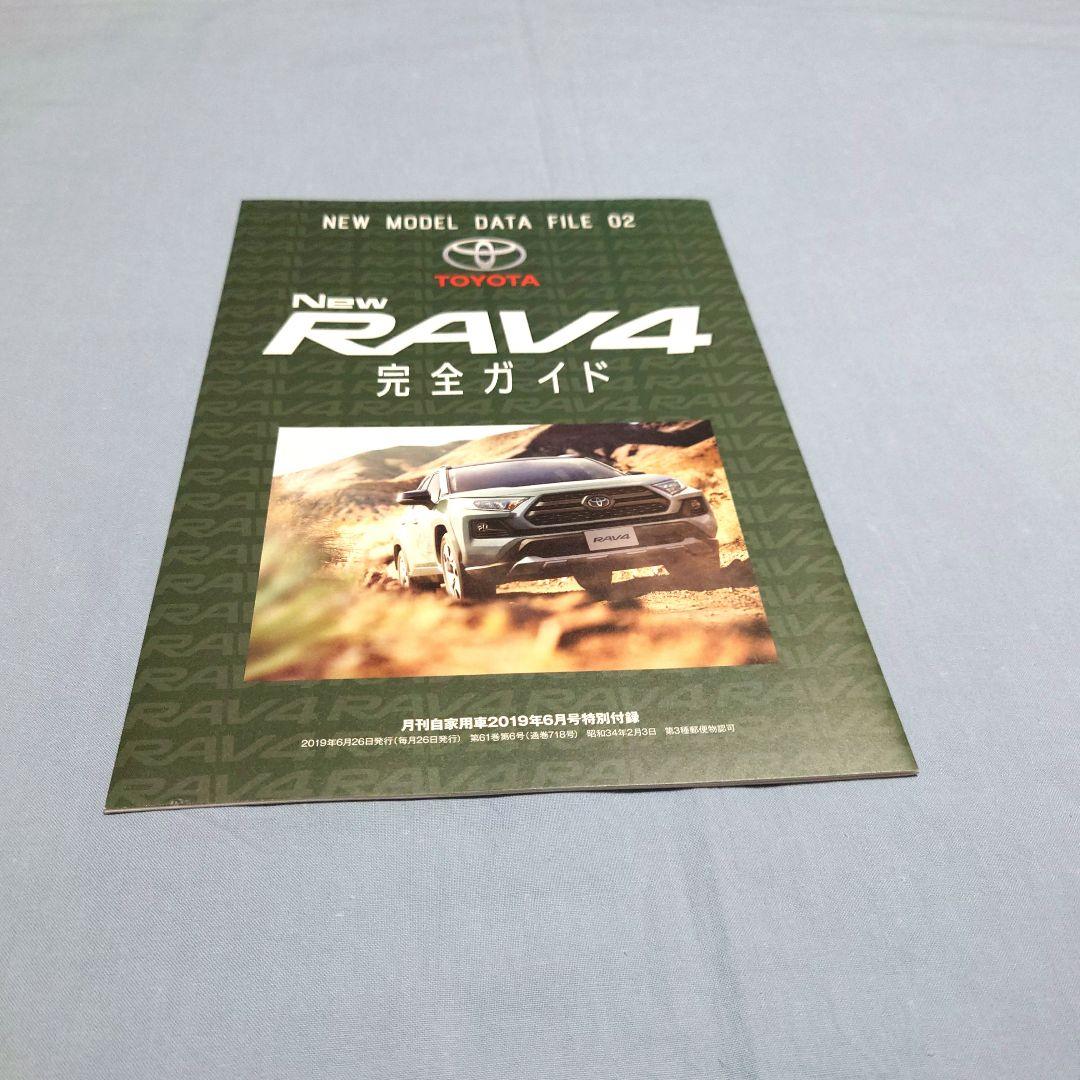 NEW MODEL DATA FILE 02
TOYOTA
New
RAV4
完全ガイド
RAV4
月刊自家用車2019年6月号特別付録
2019年6月26日発行(毎月26日発行) 第61巻第6号(通巻718号) 昭和34年2月3日 第3種郵便物認可